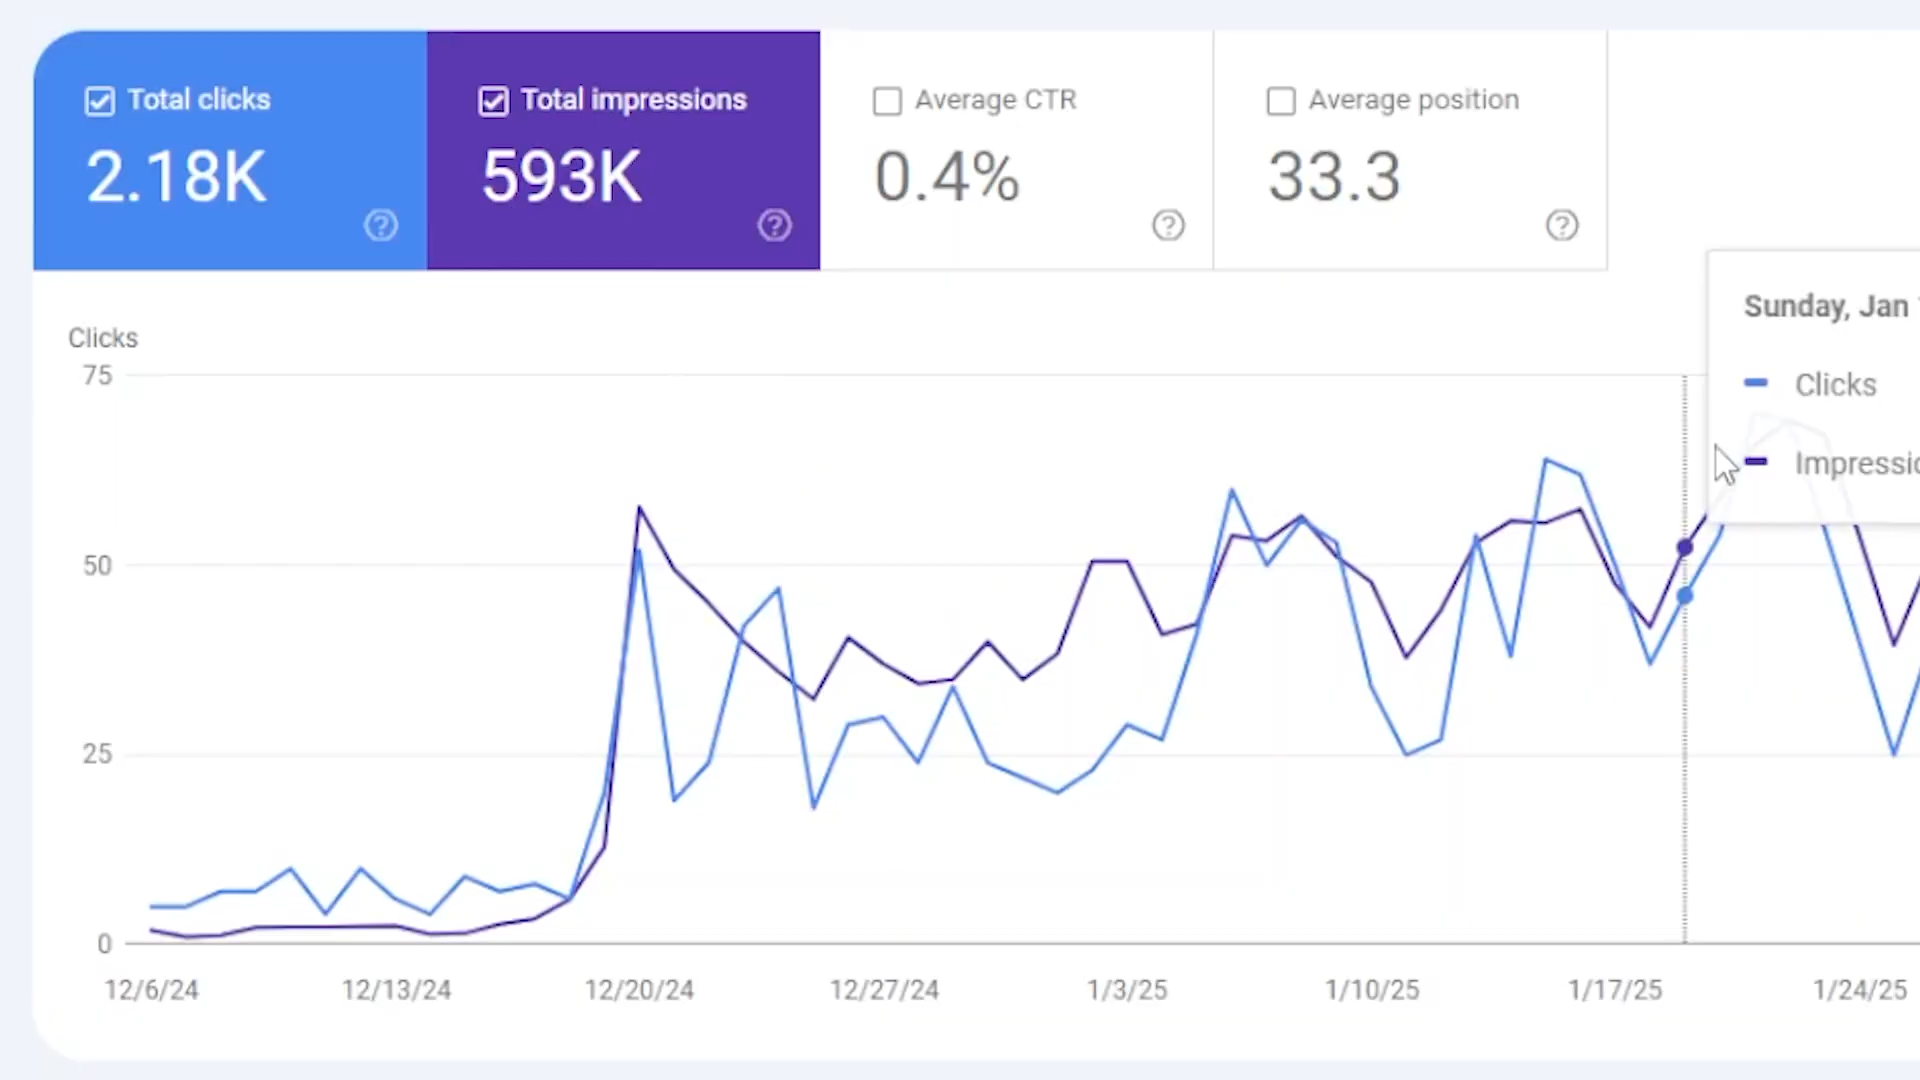 Total clicks
2.18K
Total impressions
593K
Average CTR
0.4%
Average position
33.3
Sunday, Jan
Clicks
Clicks
75
50
25
0
12/6/24 12/13/24 12/20/24 12/27/24 1/3/25 1/10/25 1/17/25 1/24/25